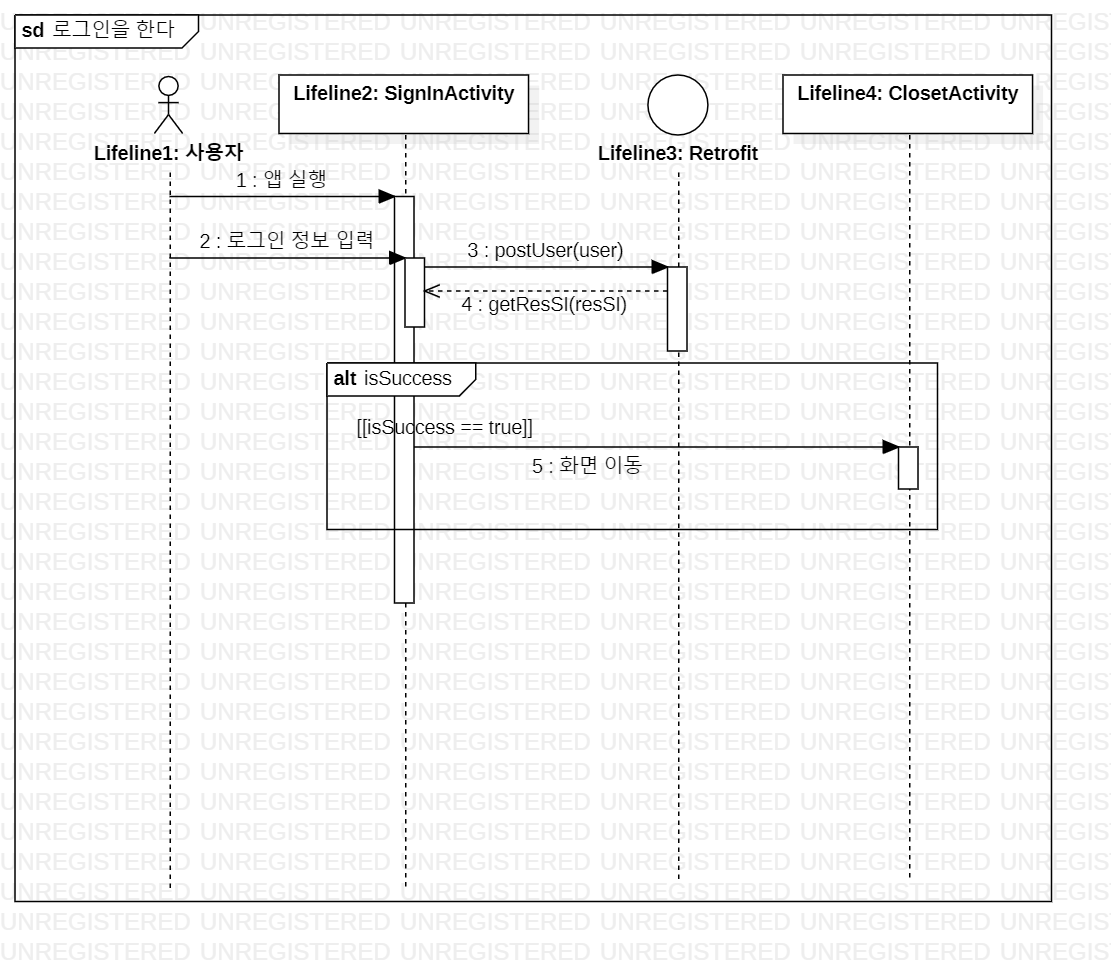 sd 로그인을 한다
Lifeline2: SignInActivity
Lifeline4: ClosetActivity
Lifeline1: 사용자
Lifeline3: Retrofit
1 : 앱 실행
2 : 로그인 정보 입력
3 : postUser(user)
4 : getResSI(resSI)
alt isSuccess
[[isSuccess == true]]
5 : 화면 이동
UNREGISTERED